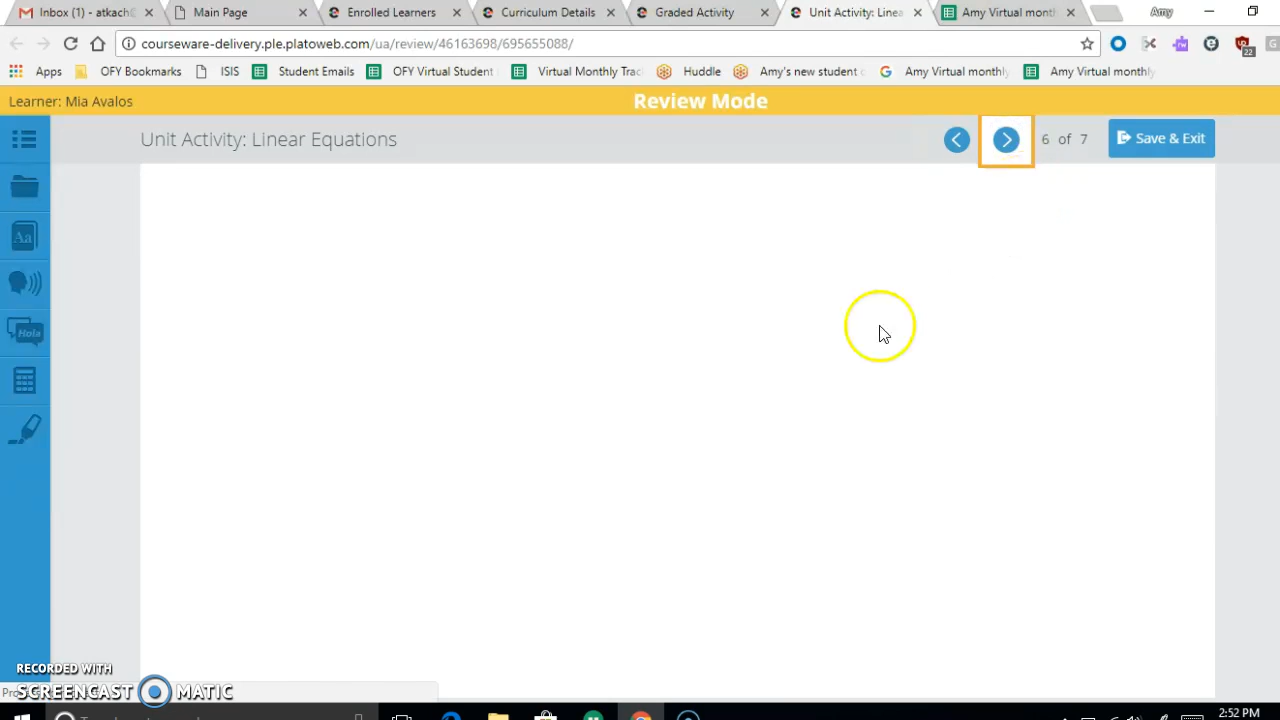 Inbox (1) - atkach
Main Page
Enrolled Learners
Curriculum Details
Graded Activity
Unit Activity: Linea
Amy Virtual mont
Amy
courseware-delivery.ple.platoweb.com/ua/review/46163698/695655088/
22
G
Apps
OFY Bookmarks
ISIS
Student Emails
OFY Virtual Student
Virtual Monthly Trac
Huddle
Amy's new student
Amy Virtual monthly
Amy Virtual monthly
Learner: Mia Avalos
Review Mode
Unit Activity: Linear Equations
6 of 7
Save & Exit
Aa
Hola
RECORDED WITH
SCREENCAST MATIC
2:52 PM